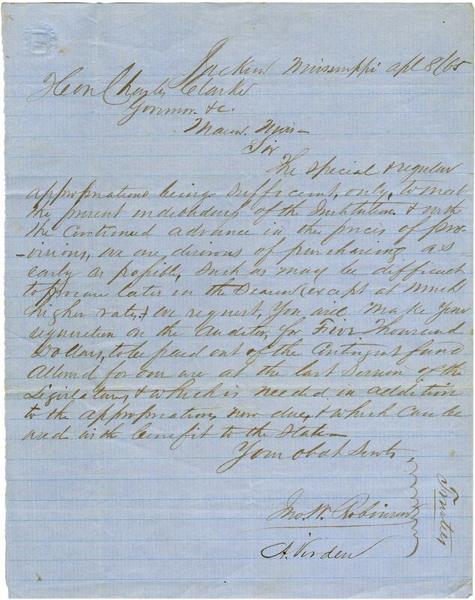 Jackson Mississippi Apl 8/65
Hon Charles Clarke
Governor &c.
Macon Miss—
Sir
The special & regular
appropriations being sufficient, only, to meet
the present indebtedness of the Institution & with
the continued advance in the prices of pro-
-visions, we are desirous of purchasing as
early as possible, such as may be difficult
to procure later in the Season (except at much
higher rates, & we request, You will make your
requisition on the Auditor, for Five thousand
Dollars, to be paid out of the Contingent fund
Allowed for our use at the last Session of the
Legislature, & which is needed in addition
to the appropriations now due, & which can be
used with benefit to the State—
Your obdt Servts
Jno. W. Robinson
A. Virden
Trustees